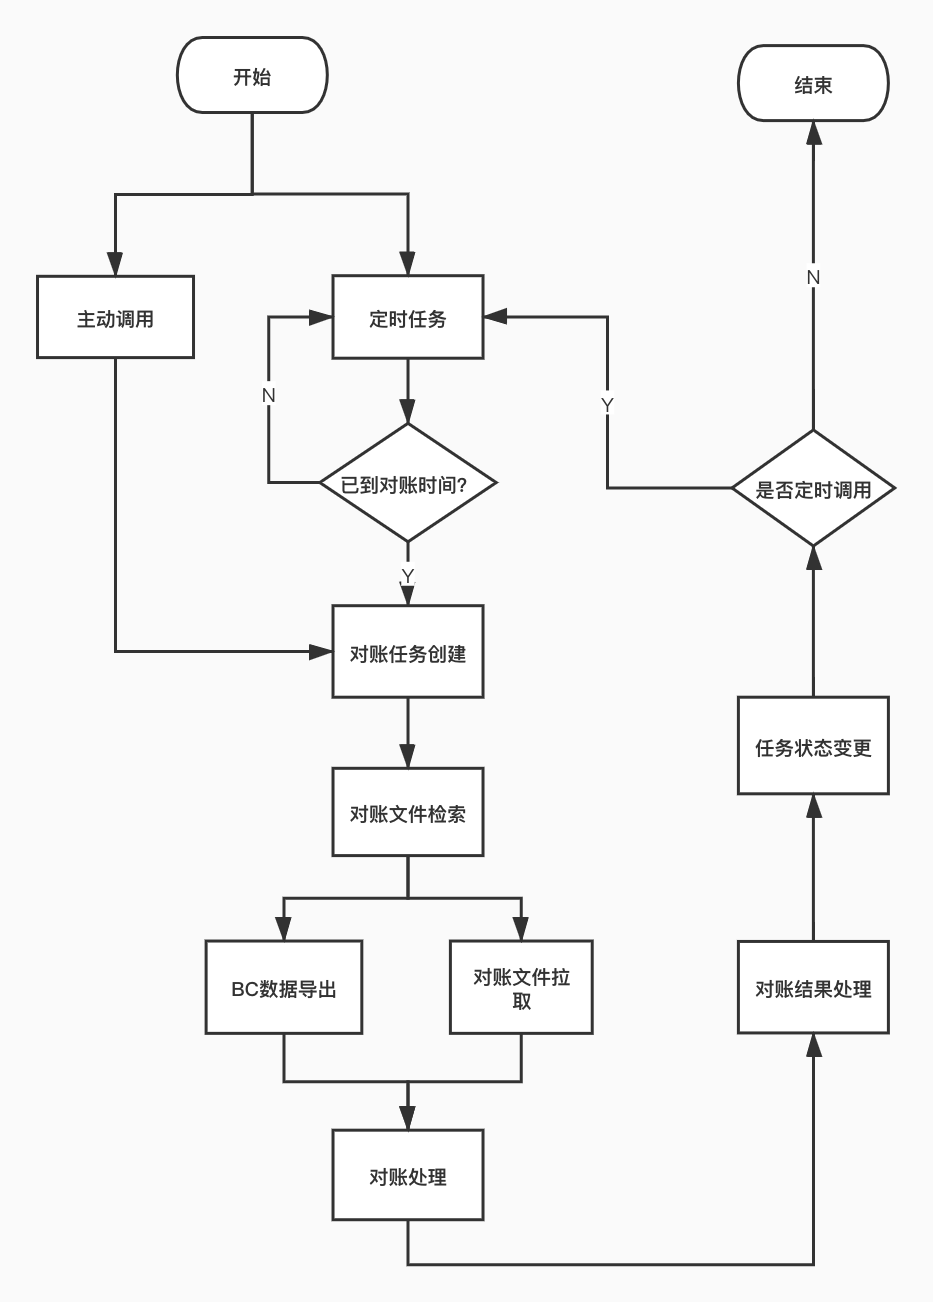 开始
结束
主动调用
定时任务
N
N
Y
已到对账时间?
是否定时调用
Y
对账任务创建
任务状态变更
对账文件检索
BC数据导出
对账文件拉
取
对账结果处理
对账处理